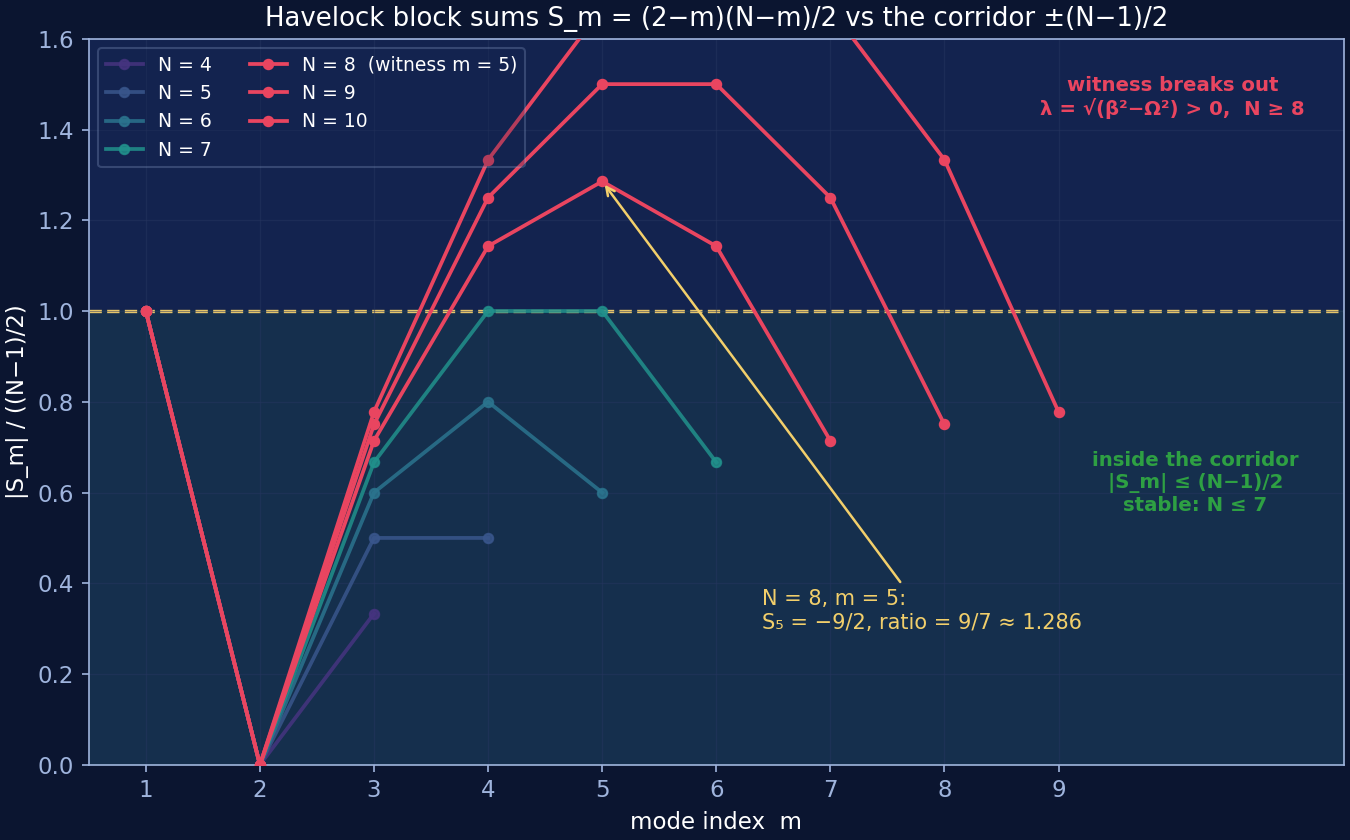 Havelock block sums S_m = (2−m)(N−m)/2 vs the corridor ±(N−1)/2
N = 4
N = 5
N = 6
N = 7
N = 8  (witness m = 5)
N = 9
N = 10
witness breaks out
λ = √(β²−Ω²) > 0,  N ≥ 8
inside the corridor
|S_m| ≤ (N−1)/2
stable: N ≤ 7
N = 8, m = 5:
S₅ = −9/2, ratio = 9/7 ≈ 1.286
|S_m| / ((N−1)/2)
1.6
1.4
1.2
1.0
0.8
0.6
0.4
0.2
0.0
1 2 3 4 5 6 7 8 9
mode index  m